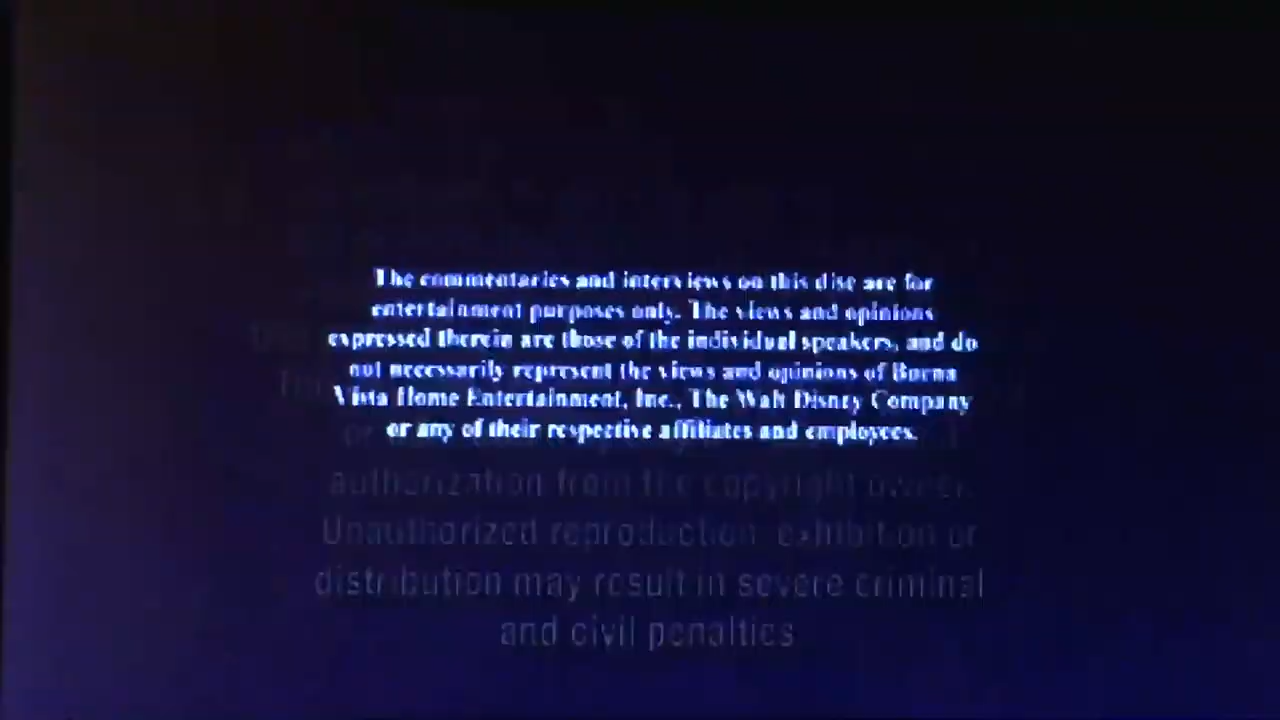 The commentaries and interviews on this disc are for
entertainment purposes only. The views and opinions
expressed therein are those of the individual speakers, and do
not necessarily represent the views and opinions of Buena
Vista Home Entertainment, Inc., The Walt Disney Company
or any of their respective affiliates and employees.
authorization from the copyright owner.
Unauthorized reproduction, exhibition or
distribution may result in severe criminal
and civil penalties